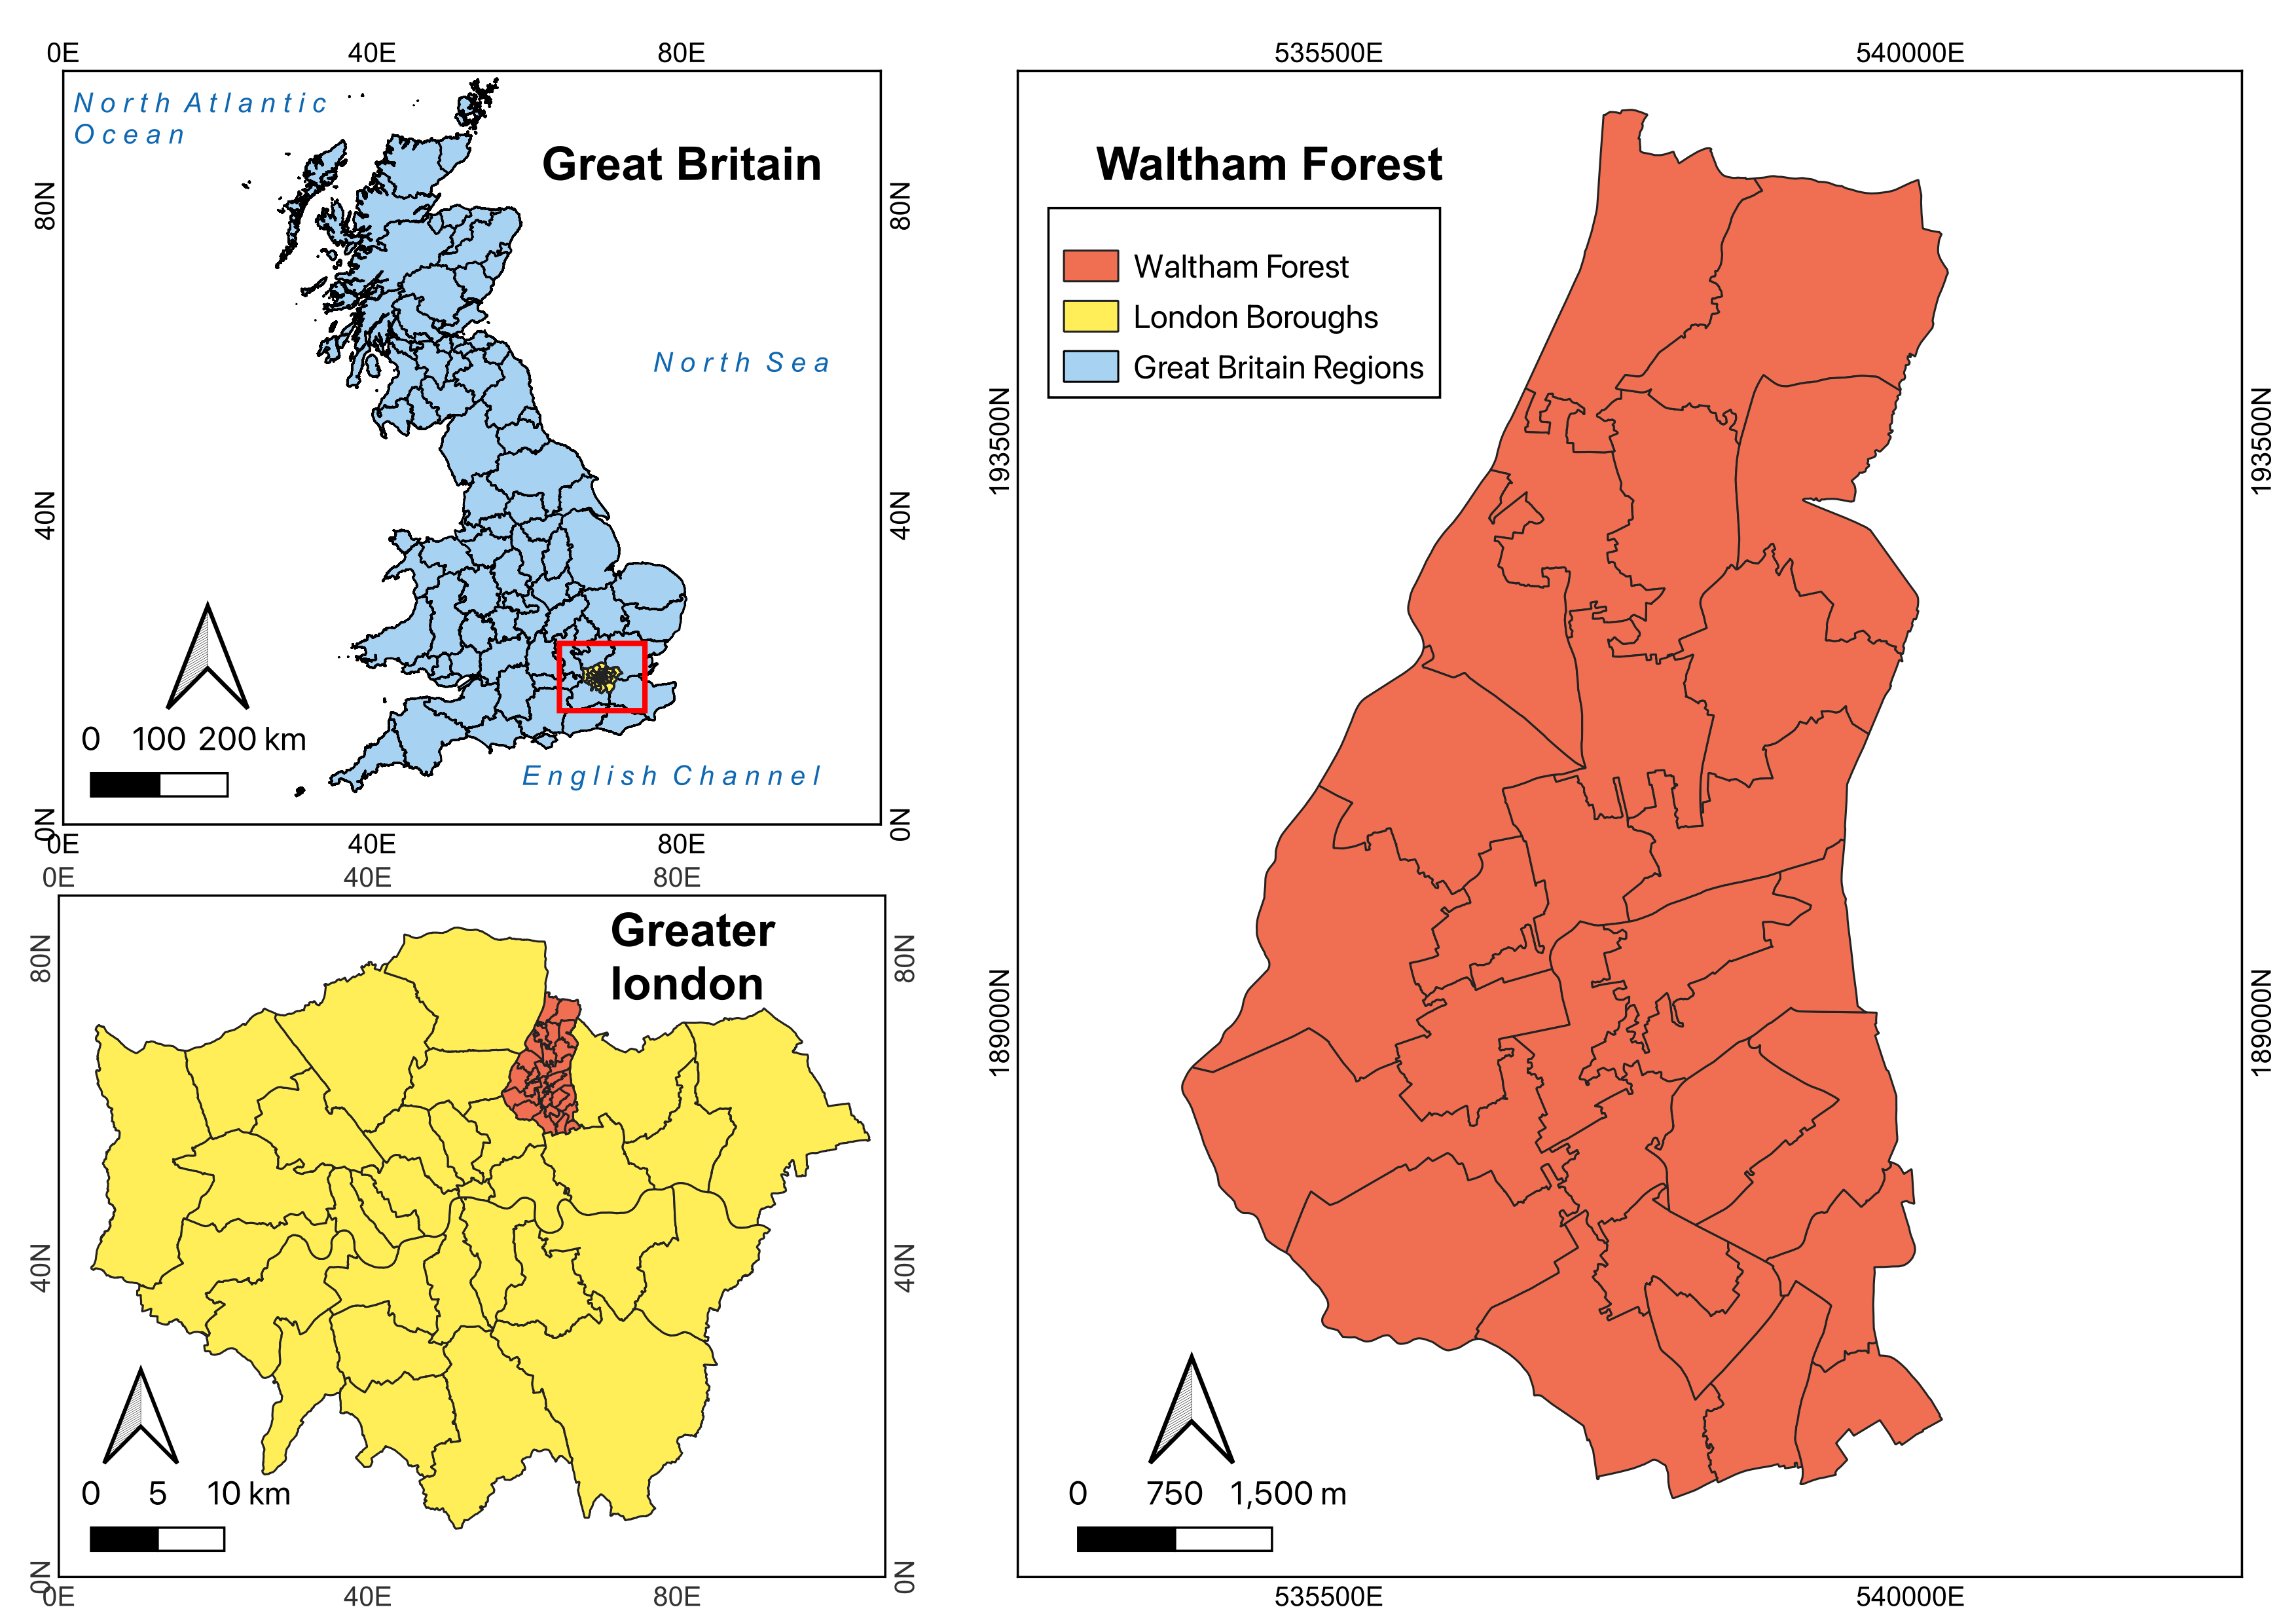 0E 40E 80E
North Atlantic
Ocean
Great Britain
80N 80N
North Sea
40N 40N
0 100 200 km
English Channel
0N 0N
0E 40E 80E
0E 40E 80E
Greater
london
80N 80N
40N 40N
0 5 10 km
0N 0N
0E 40E 80E
535500E 540000E
Waltham Forest
Waltham Forest
London Boroughs
Great Britain Regions
193500N 193500N
189000N 189000N
0 750 1,500 m
535500E 540000E